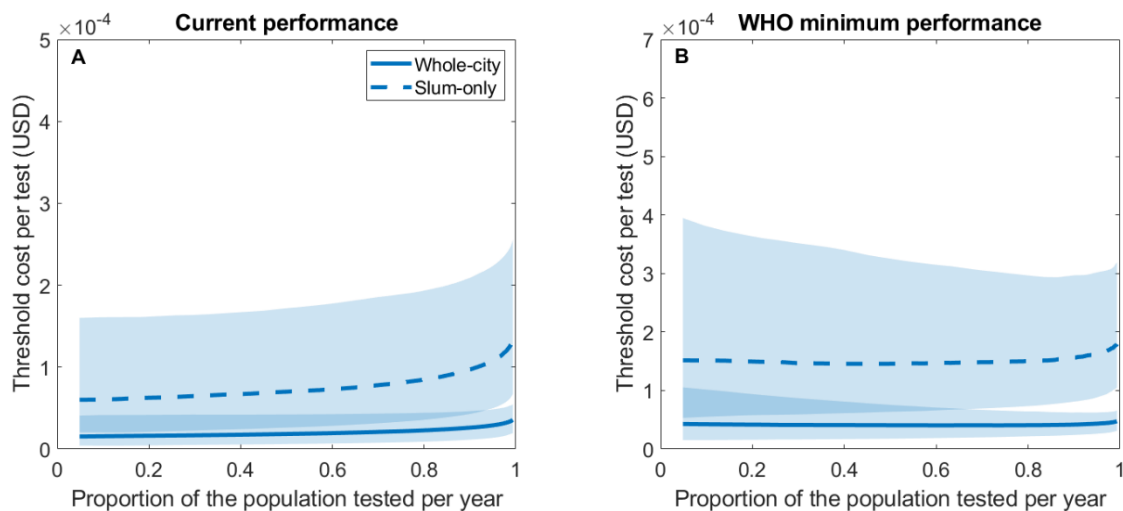 Current performance
×10⁻⁴
A
Whole-city
Slum-only
5
4
3
2
1
0
Threshold cost per test (USD)
0
0.2
0.4
0.6
0.8
1
Proportion of the population tested per year
WHO minimum performance
×10⁻⁴
B
7
6
5
4
3
2
1
0
Threshold cost per test (USD)
0
0.2
0.4
0.6
0.8
1
Proportion of the population tested per year